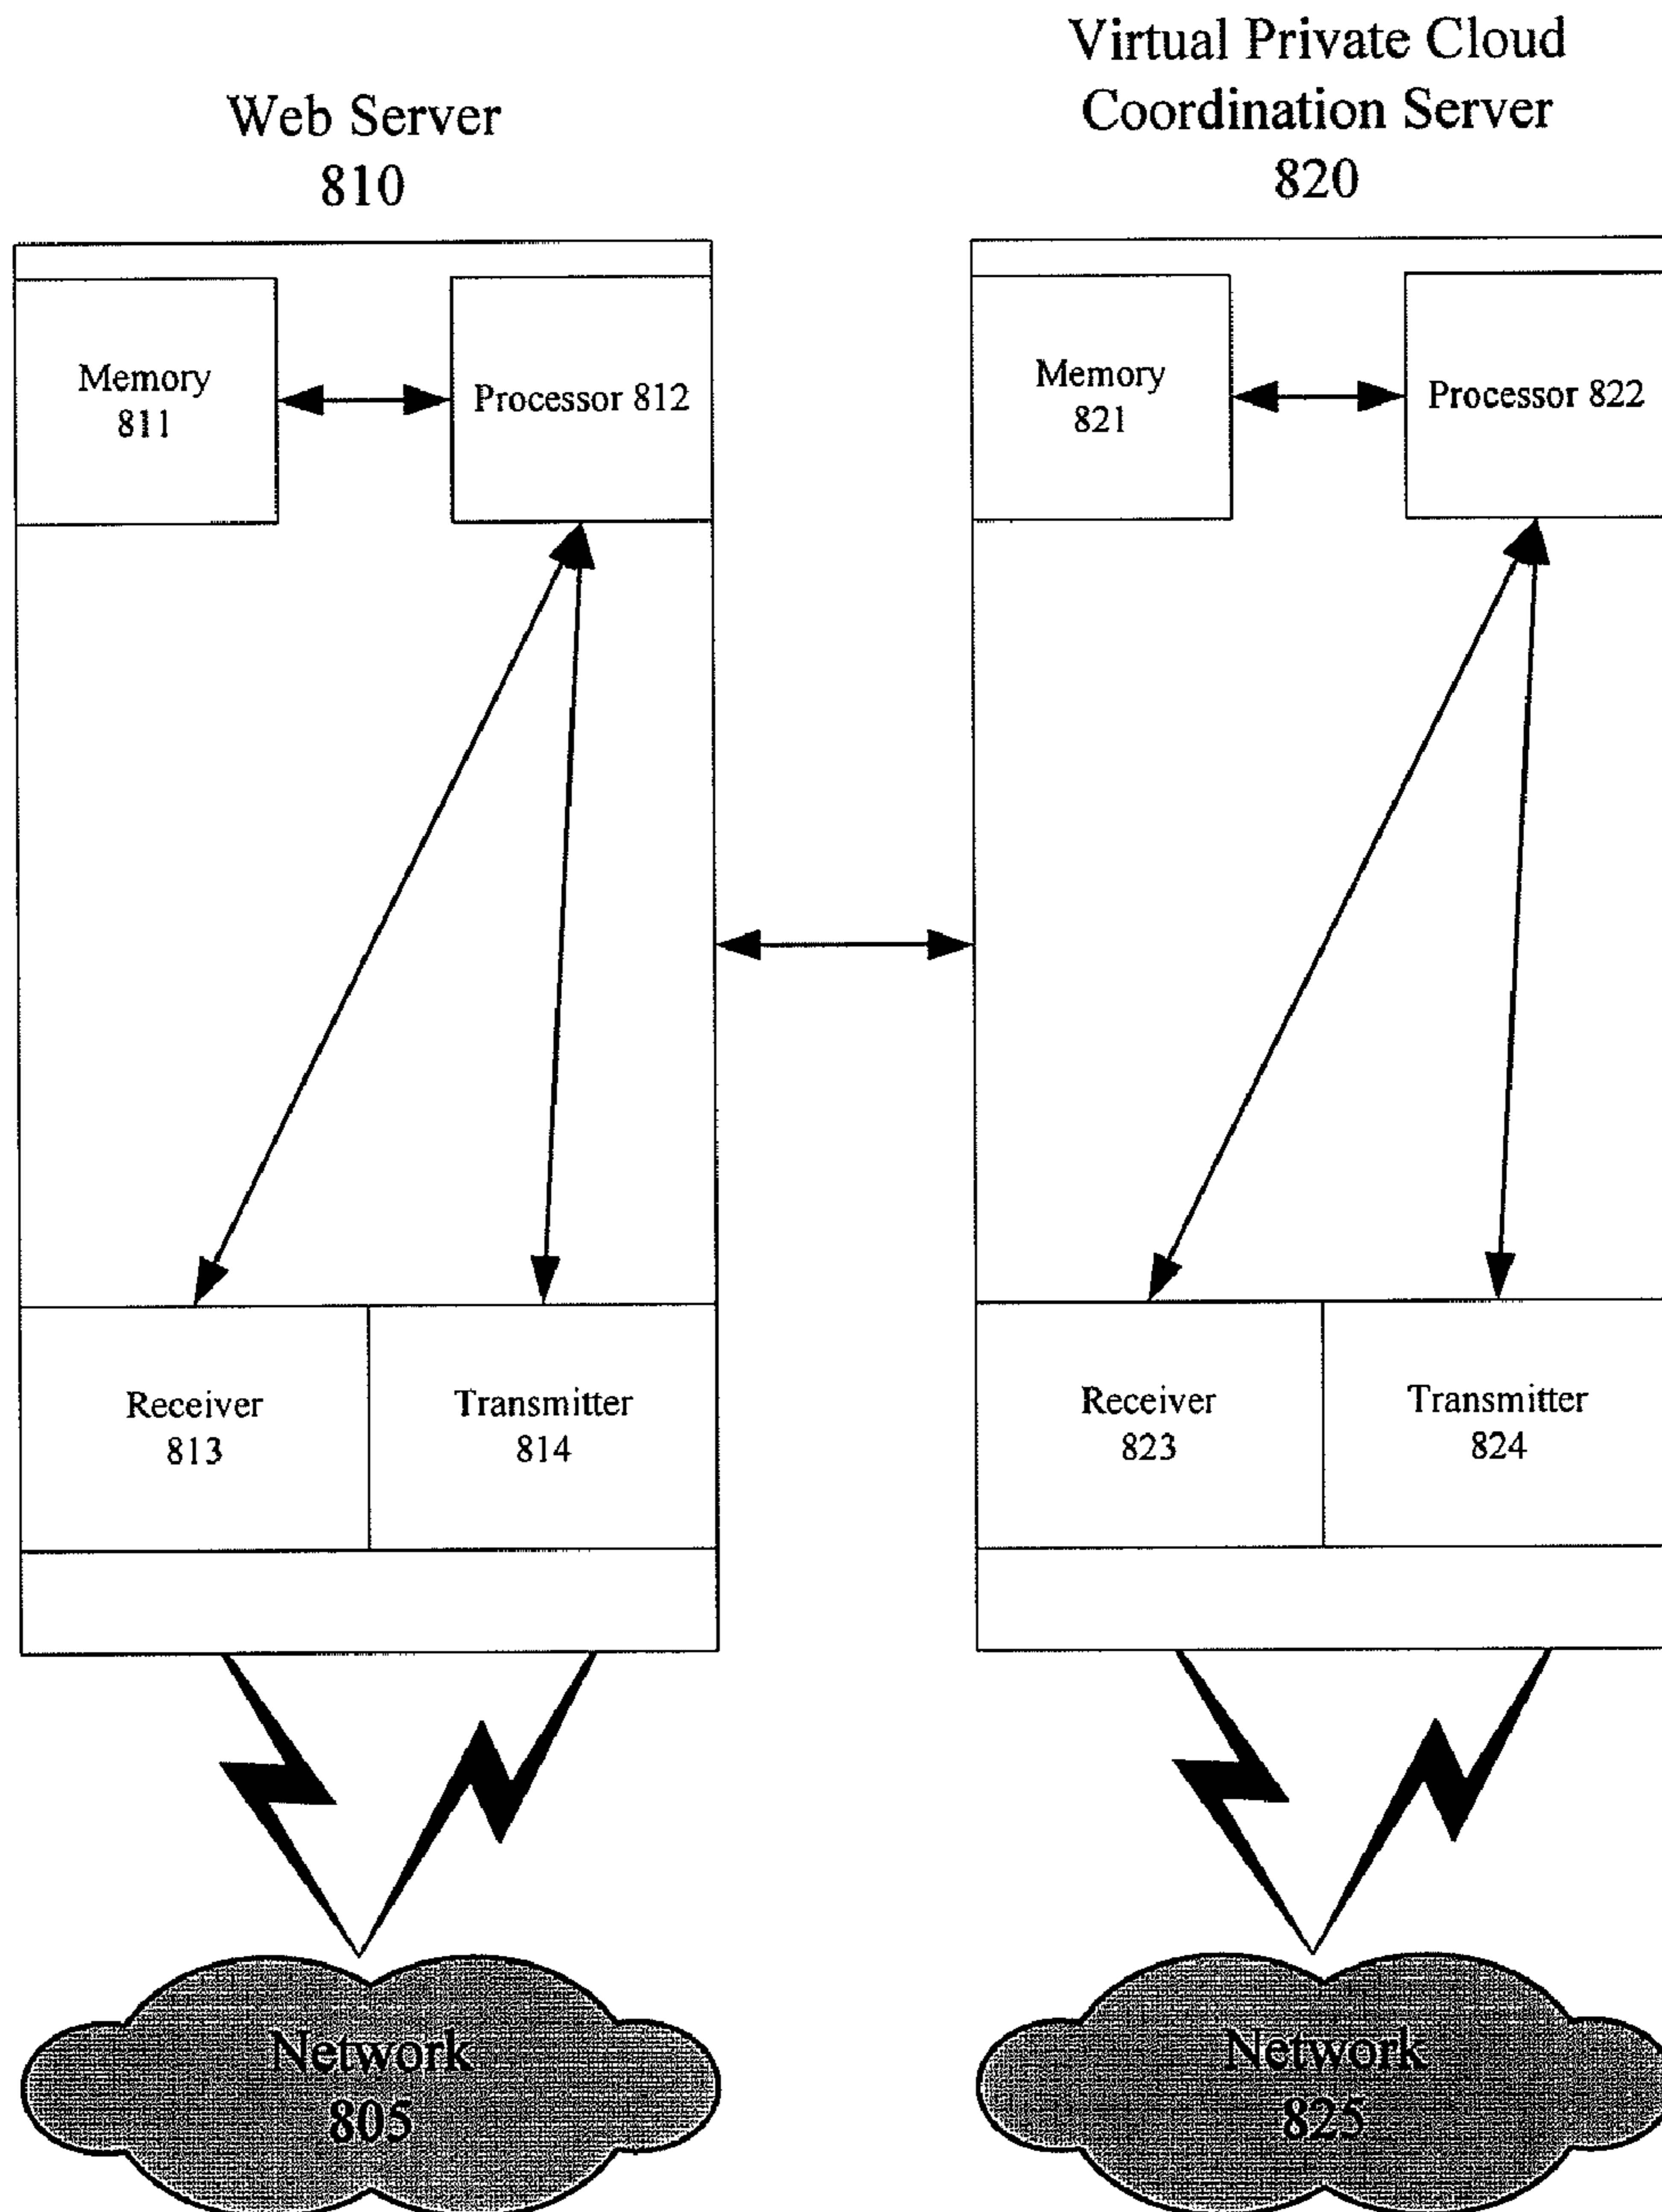 Web Server
810
Virtual Private Cloud
Coordination Server
820
Memory
811
Processor 812
Memory
821
Processor 822
Receiver
813
Transmitter
814
Receiver
823
Transmitter
824
Network
805
Network
825